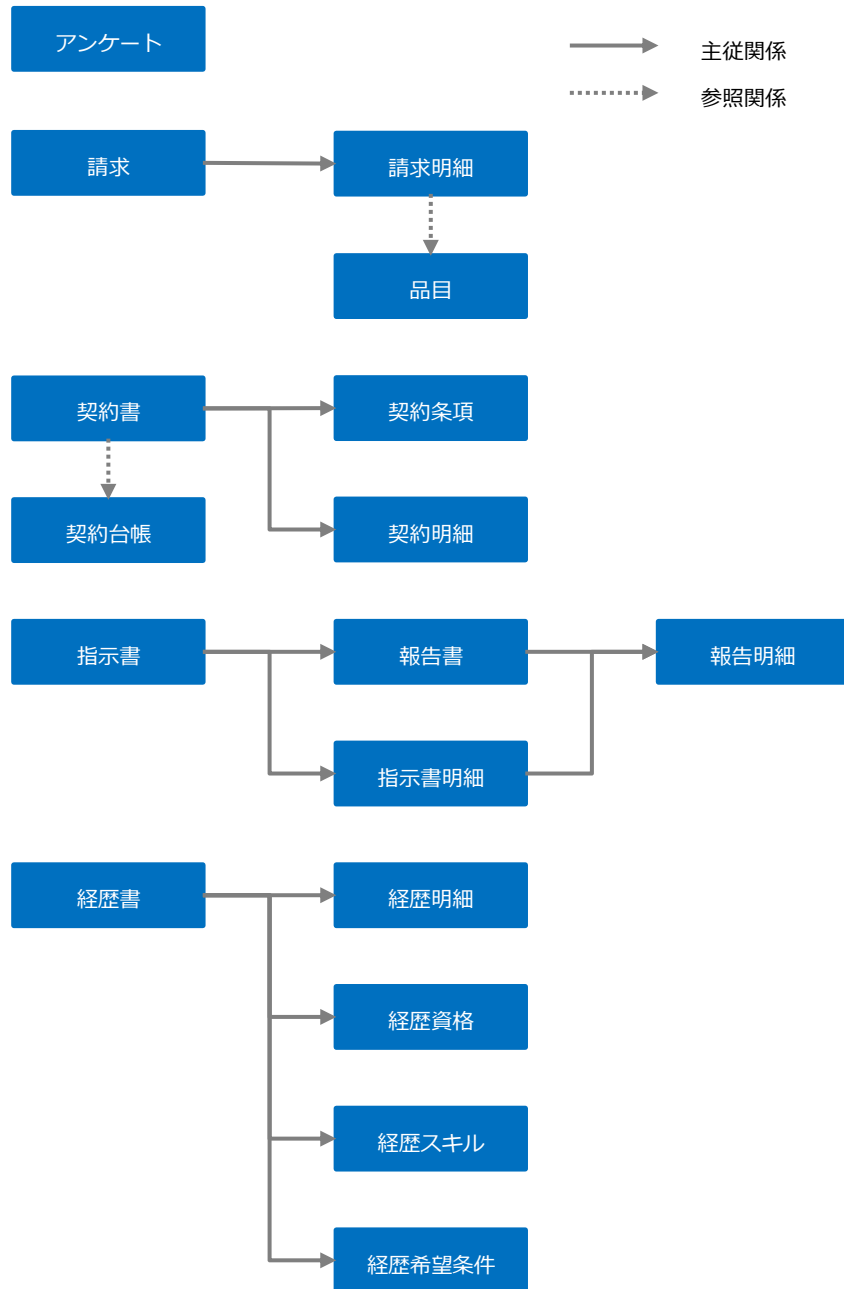 アンケート
主従関係
参照関係
請求
請求明細
品目
契約書
契約条項
契約台帳
契約明細
指示書
報告書
報告明細
指示書明細
経歴書
経歴明細
経歴資格
経歴スキル
経歴希望条件